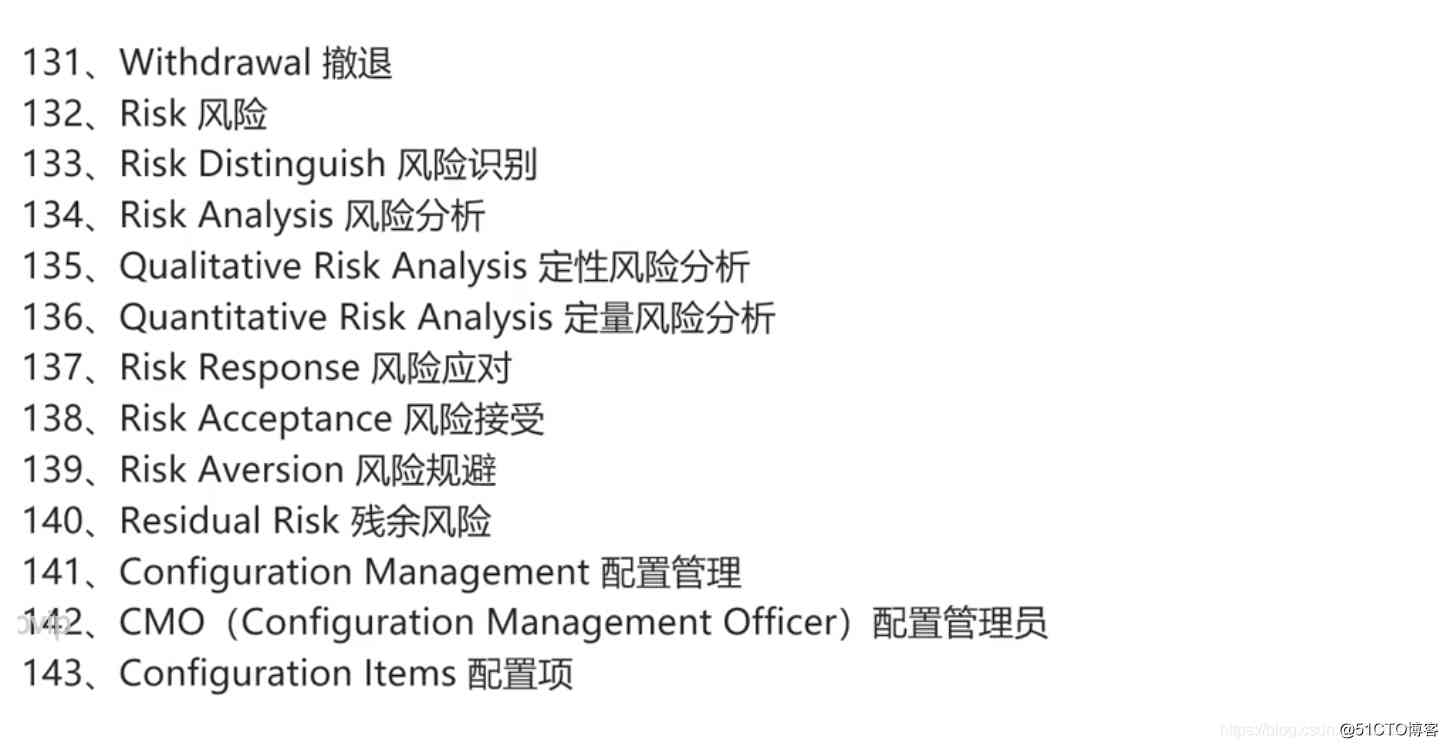 131、Withdrawal 撤退
132、Risk 风险
133、Risk Distinguish 风险识别
134、Risk Analysis 风险分析
135、Qualitative Risk Analysis 定性风险分析
136、Quantitative Risk Analysis 定量风险分析
137、Risk Response 风险应对
138、Risk Acceptance 风险接受
139、Risk Aversion 风险规避
140、Residual Risk 残余风险
141、Configuration Management 配置管理
142、CMO（Configuration Management Officer）配置管理员
143、Configuration Items 配置项
https://blog.csdn. @51CTO博客